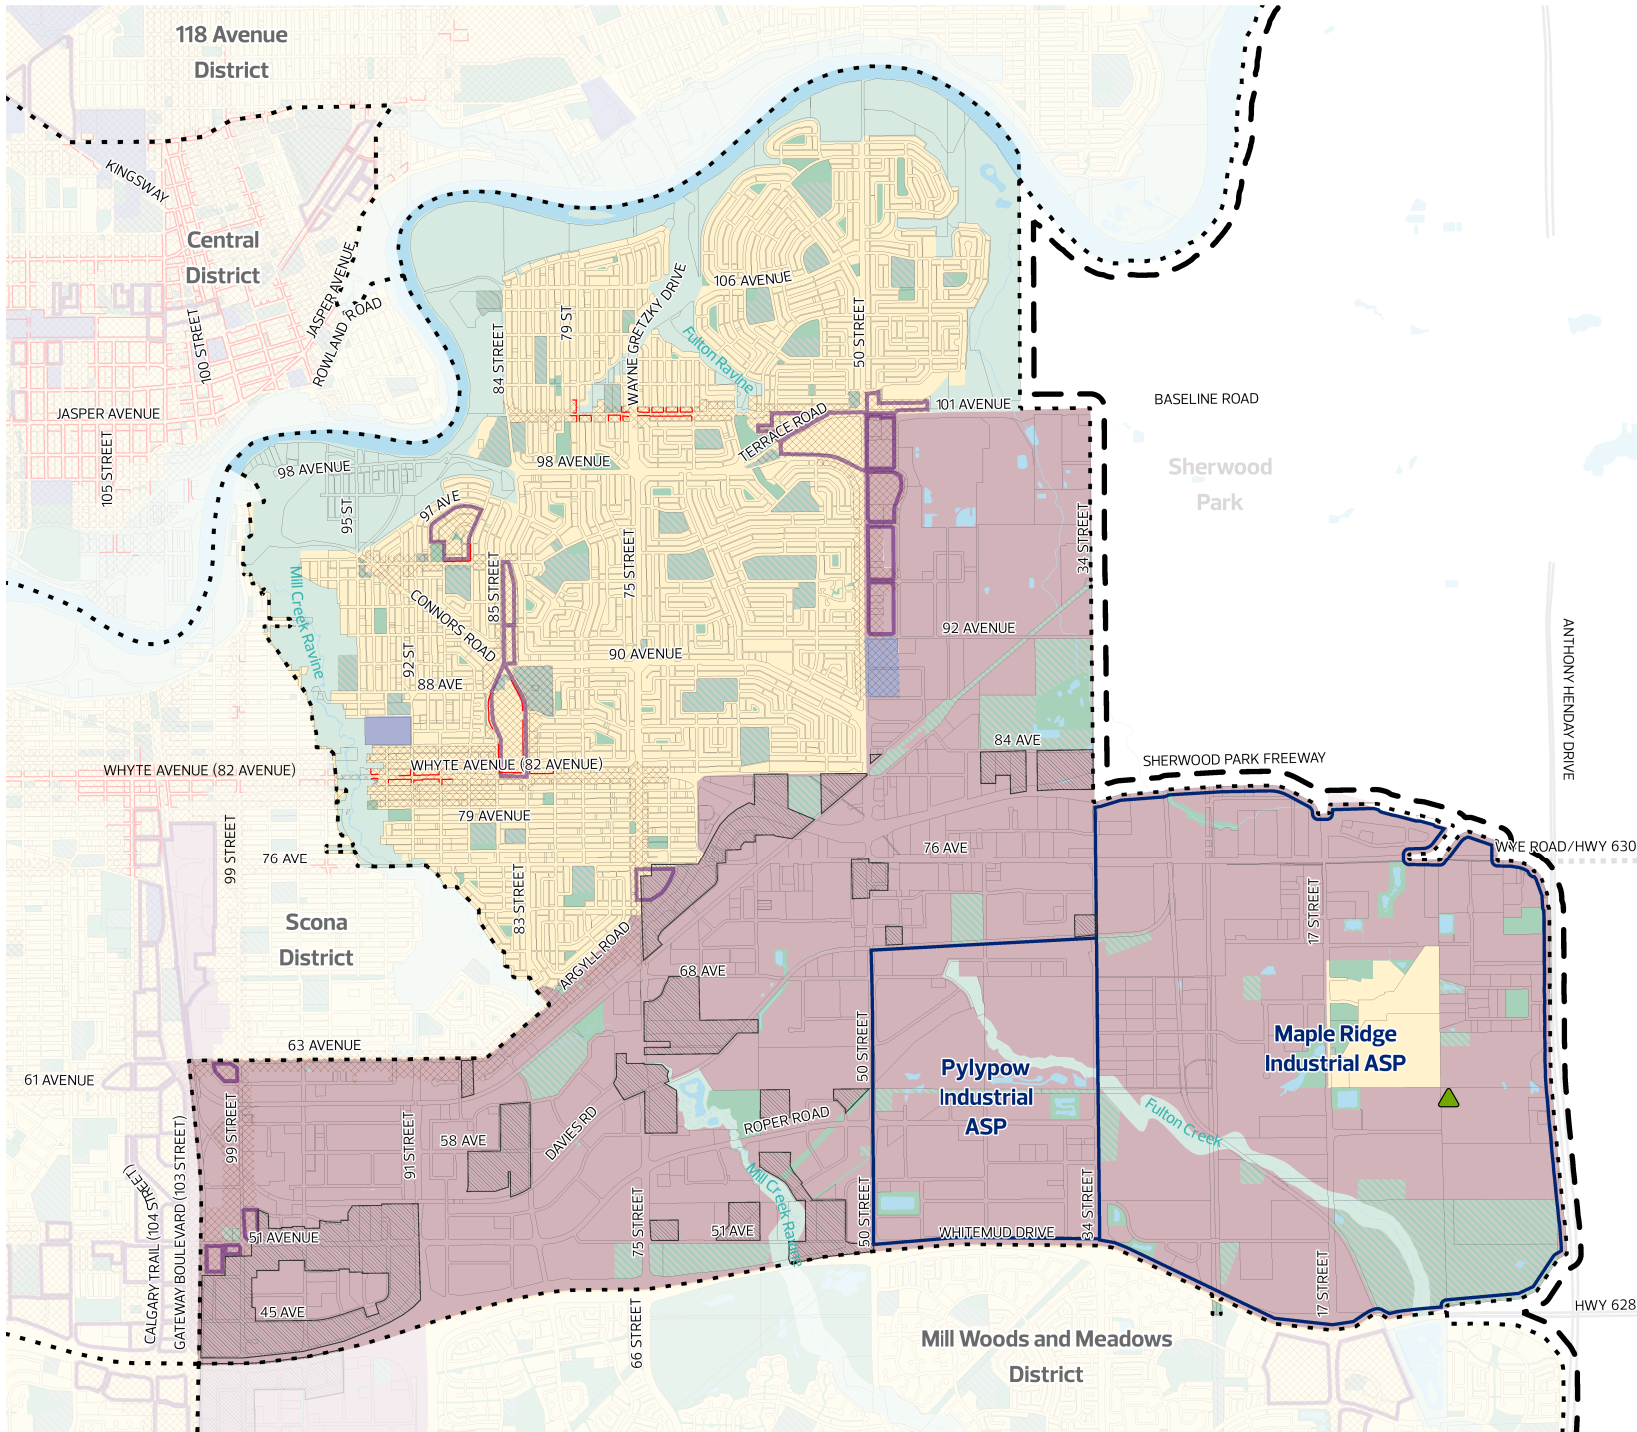 118 Avenue
District
KINGSWAY
Central
District
JASPER AVENUE
ROWLAND ROAD
100 STREET
JASPER AVENUE
105 STREET
106 AVENUE
79 ST
WAYNE GRETZKY DRIVE
84 STREET
Fulton Ravine
50 STREET
101 AVENUE
BASELINE ROAD
TERRACE ROAD
98 AVENUE
98 AVENUE
Sherwood
Park
95 ST
97 AVE
34 STREET
75 STREET
85 STREET
Mill Creek Ravine
CONNORS ROAD
92 AVENUE
92 ST
90 AVENUE
88 AVE
ANTHONY HENDAY DRIVE
84 AVE
SHERWOOD PARK FREEWAY
WHYTE AVENUE (82 AVENUE)
WHYTE AVENUE (82 AVENUE)
79 AVENUE
99 STREET
76 AVE
76 AVE
WYE ROAD/HWY 630
83 STREET
17 STREET
Scona
District
ARGYLL ROAD
68 AVE
50 STREET
Maple Ridge
Industrial ASP
63 AVENUE
61 AVENUE
Pylypow
Industrial
ASP
99 STREET
91 STREET
58 AVE
DAVIES RD
ROPER ROAD
Fulton Creek
Mill Creek Ravine
CALGARY TRAIL (104 STREET)
GATEWAY BOULEVARD (103 STREET)
50 STREET
34 STREET
75 STREET
51 AVE
51 AVENUE
WHITEMUD DRIVE
17 STREET
45 AVE
HWY 628
66 STREET
Mill Woods and Meadows
District